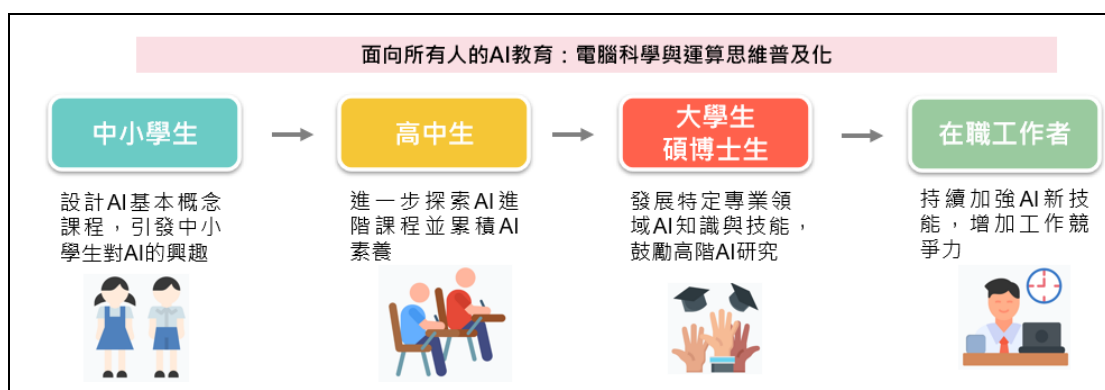 面向所有人的AI教育：電腦科學與運算思維普及化
中小學生
設計AI基本概念
課程，引發中小
學生對AI的興趣
高中生
進一步探索AI進
階課程並累積AI
素養
大學生
碩博士生
發展特定專業領
域AI知識與技能，
鼓勵高階AI研究
在職工作者
持續加強AI新技
能，增加工作競
爭力